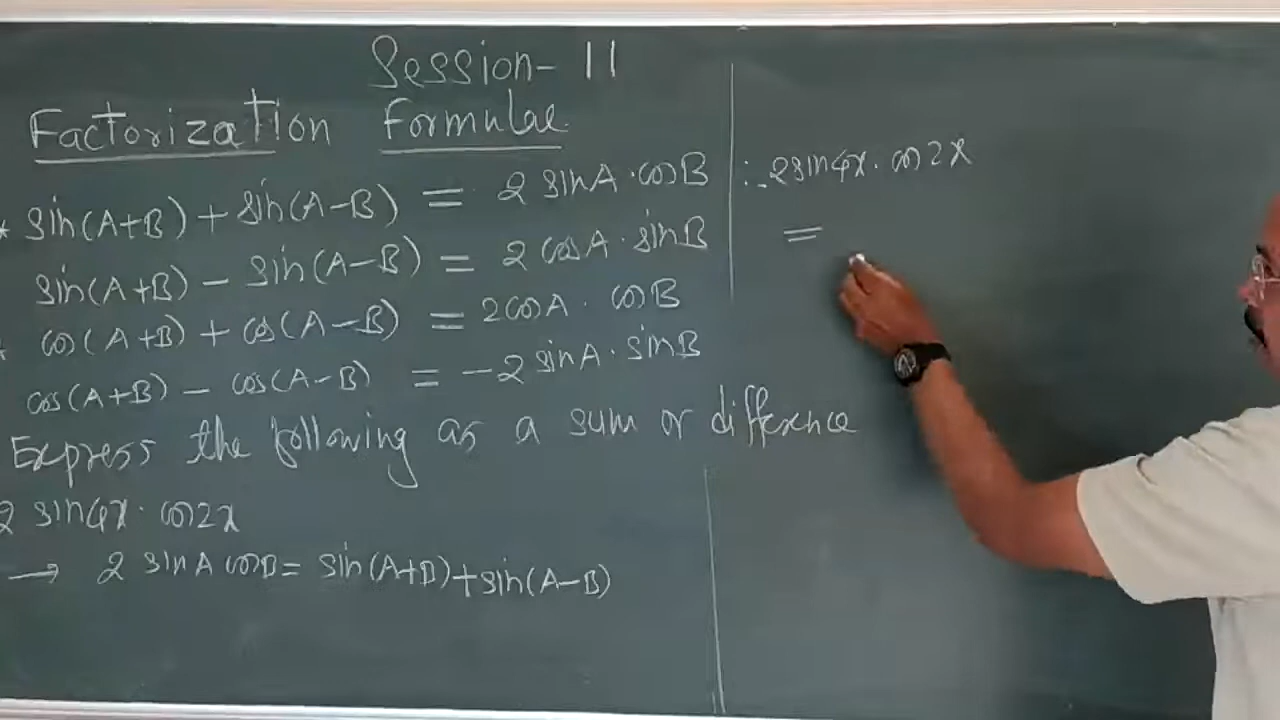 Session- 11
Factorization Formulae
* sin(A+B) + sin(A-B) = 2 sinA · cosB
sin(A+B) - sin(A-B) = 2 cosA · sinB
* cos(A+B) + cos(A-B) = 2cosA · cosB
cos(A+B) - cos(A-B) = -2 sinA · sinB
Express the following as a sum or difference
2 sin4x · cos2x
→ 2 sinA cosB = sin(A+B)+sin(A-B)
∴ 2sin4x · cos2x
=